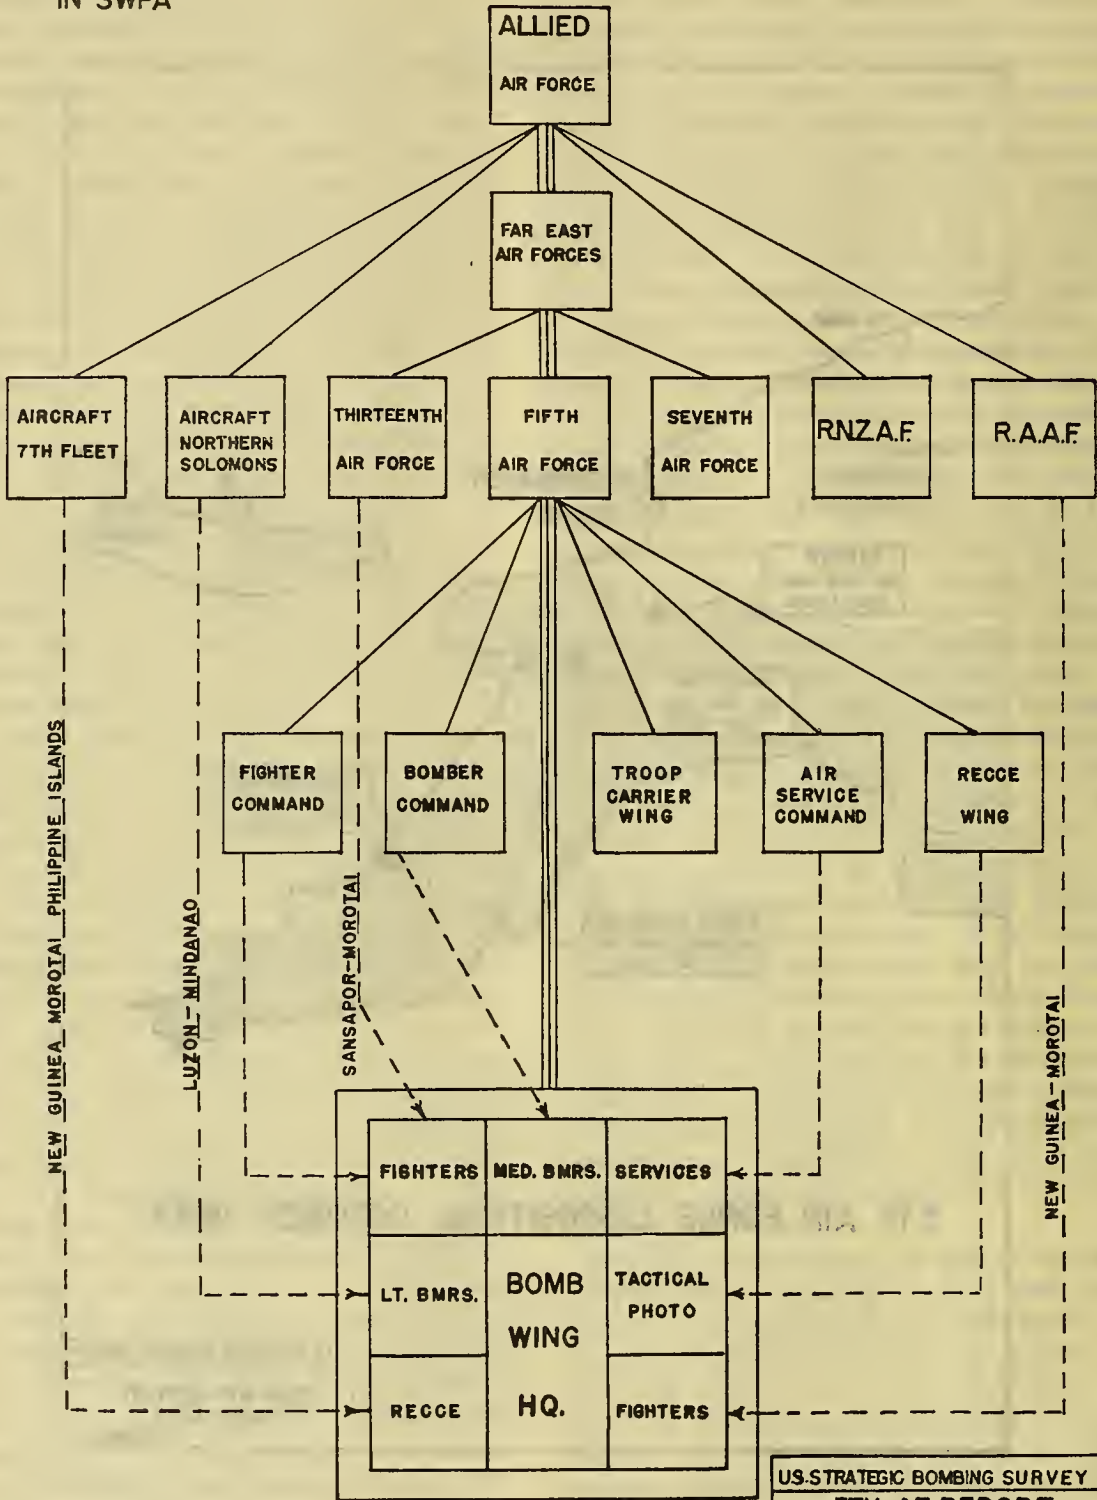 IN SWPA
ALLIED
AIR FORCE
FAR EAST
AIR FORCES
AIRCRAFT
7TH FLEET
AIRCRAFT
NORTHERN
SOLOMONS
THIRTEENTH
AIR FORCE
FIFTH
AIR FORCE
SEVENTH
AIR FORCE
R.N.Z.A.F.
R.A.A.F.
FIGHTER
COMMAND
BOMBER
COMMAND
TROOP
CARRIER
WING
AIR
SERVICE
COMMAND
RECCE
WING
NEW GUINEA MOROTAI PHILIPPINE ISLANDS
LUZON-MINDANAO
SANSAPOR-MOROTAI
NEW GUINEA-MOROTAI
FIGHTERS
MED. BMRS.
SERVICES
LT. BMRS.
BOMB
WING
HQ.
TACTICAL
PHOTO
RECCE
FIGHTERS
U.S. STRATEGIC BOMBING SURVEY
5TH AF REPORT